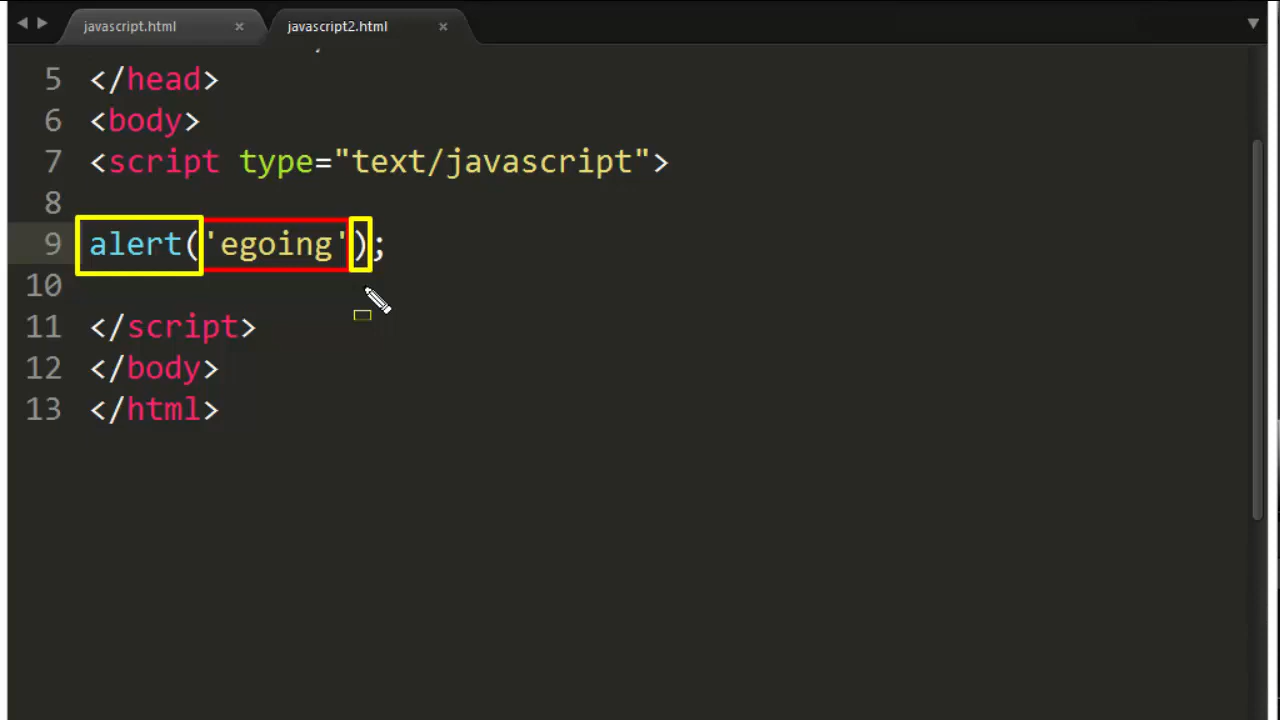 javascript.html javascript2.html
5 </head>
6 <body>
7 <script type="text/javascript">
8
9 alert('egoing');
10
11 </script>
12 </body>
13 </html>